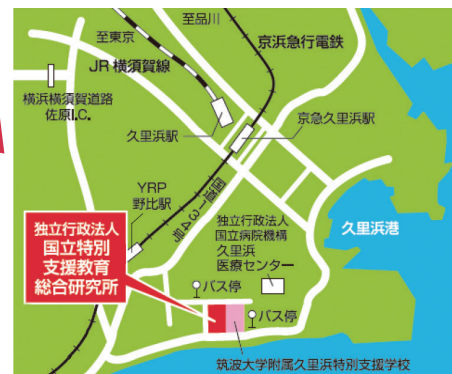 至品川
京浜急行電鉄
至東京
JR横須賀線
横浜横須賀道路
佐原I.C.
久里浜駅
京急久里浜駅
YRP
野比駅
国道134号
独立行政法人
国立特別
支援教育
総合研究所
独立行政法人
国立病院機構
久里浜
医療センター
久里浜港
バス停
バス停
筑波大学附属久里浜特別支援学校